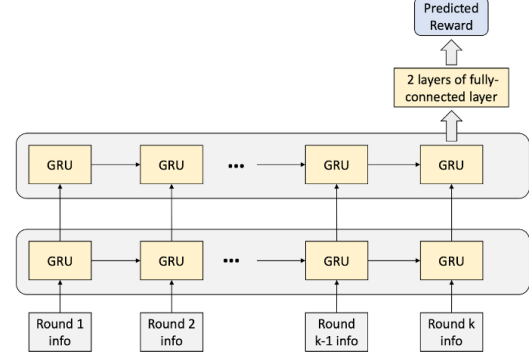 Predicted
Reward
2 layers of fully-
connected layer
GRU
GRU
...
GRU
GRU
GRU
GRU
...
GRU
GRU
Round 1
info
Round 2
info
Round
k-1 info
Round k
info